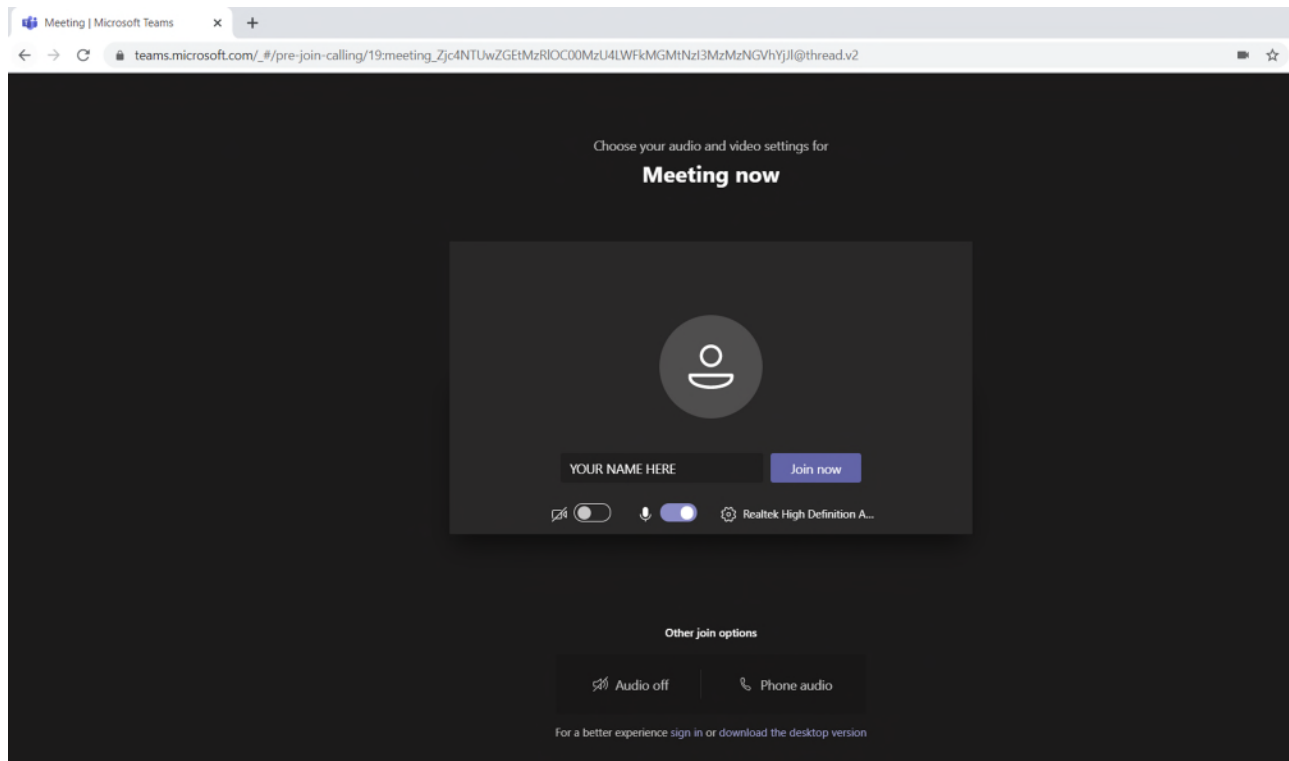 Meeting | Microsoft Teams
teams.microsoft.com/_#/pre-join-calling/19:meeting_Zjc4NTUwZGEtMzRlOC00MzU4LWFkMGMtNzI3MzMzNGVhYjJl@thread.v2
Choose your audio and video settings for
Meeting now
YOUR NAME HERE
Join now
Realtek High Definition A...
Other join options
Audio off
Phone audio
For a better experience sign in or download the desktop version